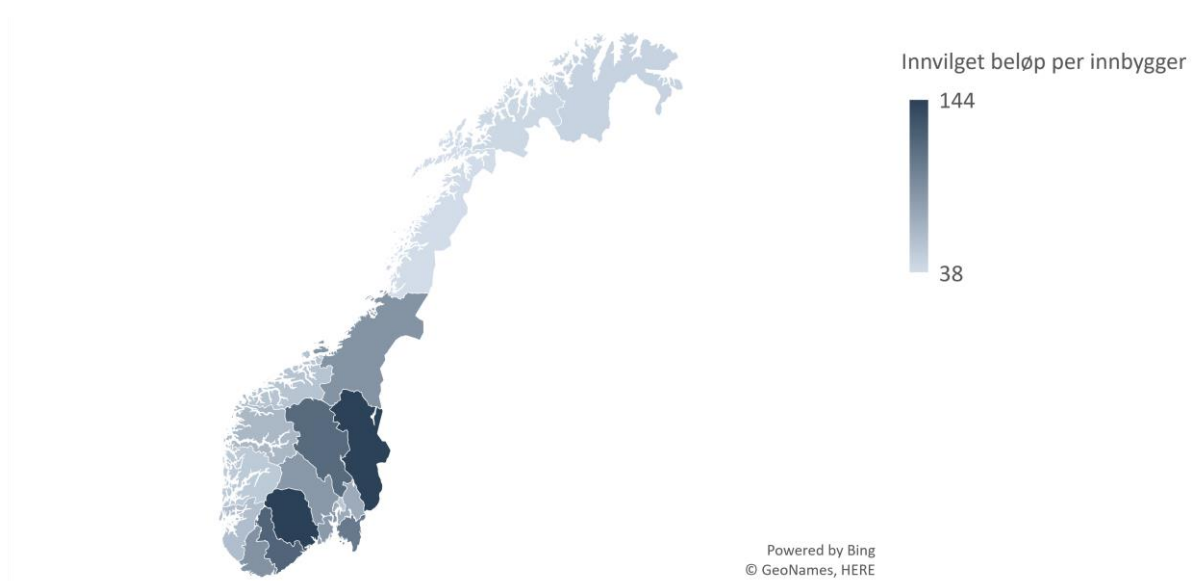 Innvilget beløp per innbygger
144
38
Powered by Bing
© GeoNames, HERE